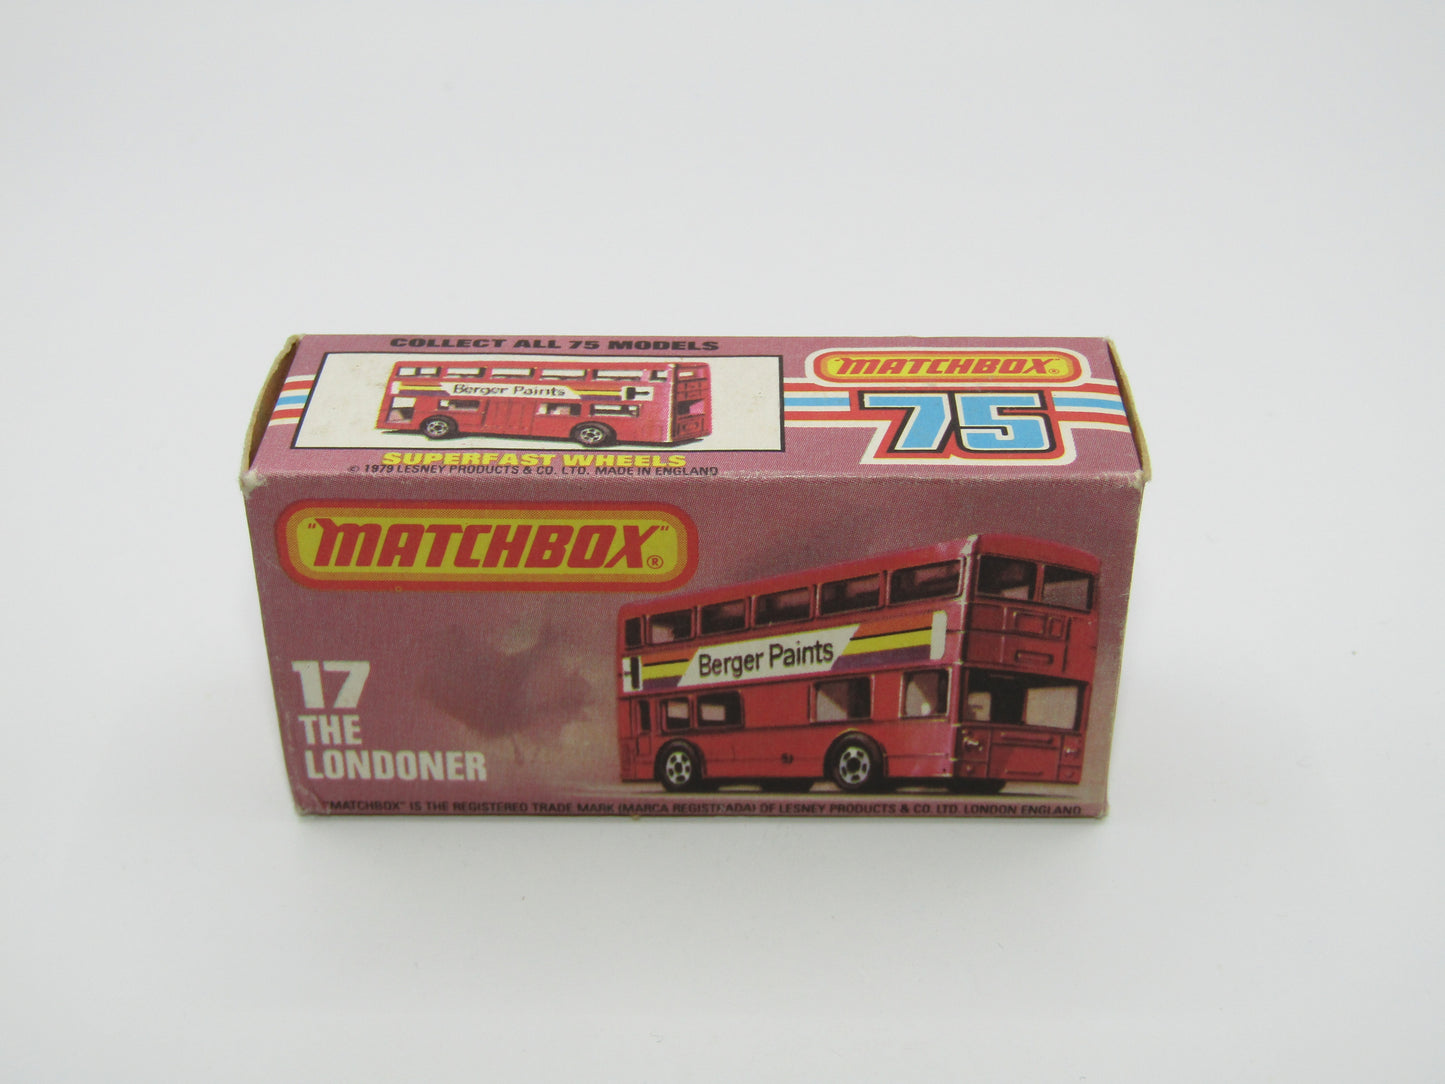 COLLECT ALL 75 MODELS
Berger Paints
SUPERFAST WHEELS
© 1979 LESNEY PRODUCTS & CO. LTD. MADE IN ENGLAND
MATCHBOX
75
"MATCHBOX"®
17
THE
LONDONER
Berger Paints
"MATCHBOX" IS THE REGISTERED TRADE MARK (MARCA REGISTRADA) OF LESNEY PRODUCTS & CO. LTD. LONDON ENGLAND